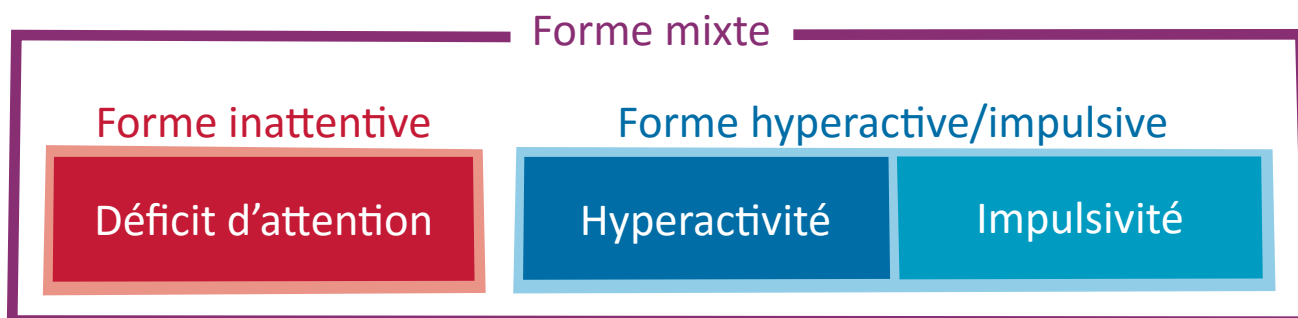 Forme mixte
Forme inattentive
Forme hyperactive/impulsive
Déficit d’attention
Hyperactivité
Impulsivité